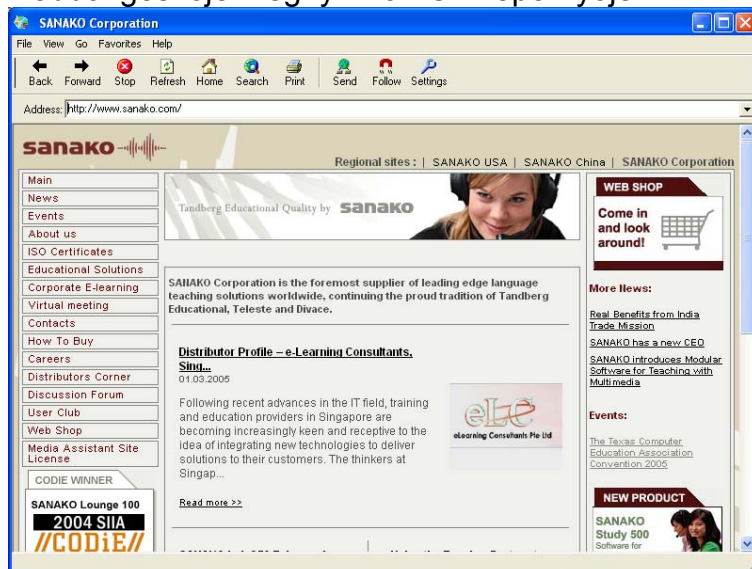 SANAKO Corporation
File View Go Favorites Help
Back Forward Stop Refresh Home Search Print Send Follow Settings
Address: http://www.sanako.com/
sanako
Regional sites : | SANAKO USA | SANAKO China | SANAKO Corporation
Main
News
Events
About us
ISO Certificates
Educational Solutions
Corporate E-learning
Virtual meeting
Contacts
How To Buy
Careers
Distributors Corner
Discussion Forum
User Club
Web Shop
Media Assistant Site
License
CODIE WINNER
SANAKO Lounge 100
2004 SIIA
//CODiE//
Tandberg Educational Quality by sanako
SANAKO Corporation is the foremost supplier of leading edge language
teaching solutions worldwide, continuing the proud tradition of Tandberg
Educational, Teleste and Divace.
Distributor Profile – e-Learning Consultants,
Sing...
01.03.2005
Following recent advances in the IT field, training
and education providers in Singapore are
becoming increasingly keen and receptive to the
idea of integrating new technologies to deliver
solutions to their customers. The thinkers at
Singap...
Read more >>
eLC
eLearning Consultants Pte Ltd
WEB SHOP
Come in
and look
around!
More News:
Real Benefits from India
Trade Mission
SANAKO has a new CEO
SANAKO introduces Modular
Software for Teaching with
Multimedia
Events:
The Texas Computer
Education Association
Convention 2005
NEW PRODUCT
SANAKO
Study 500
Software for